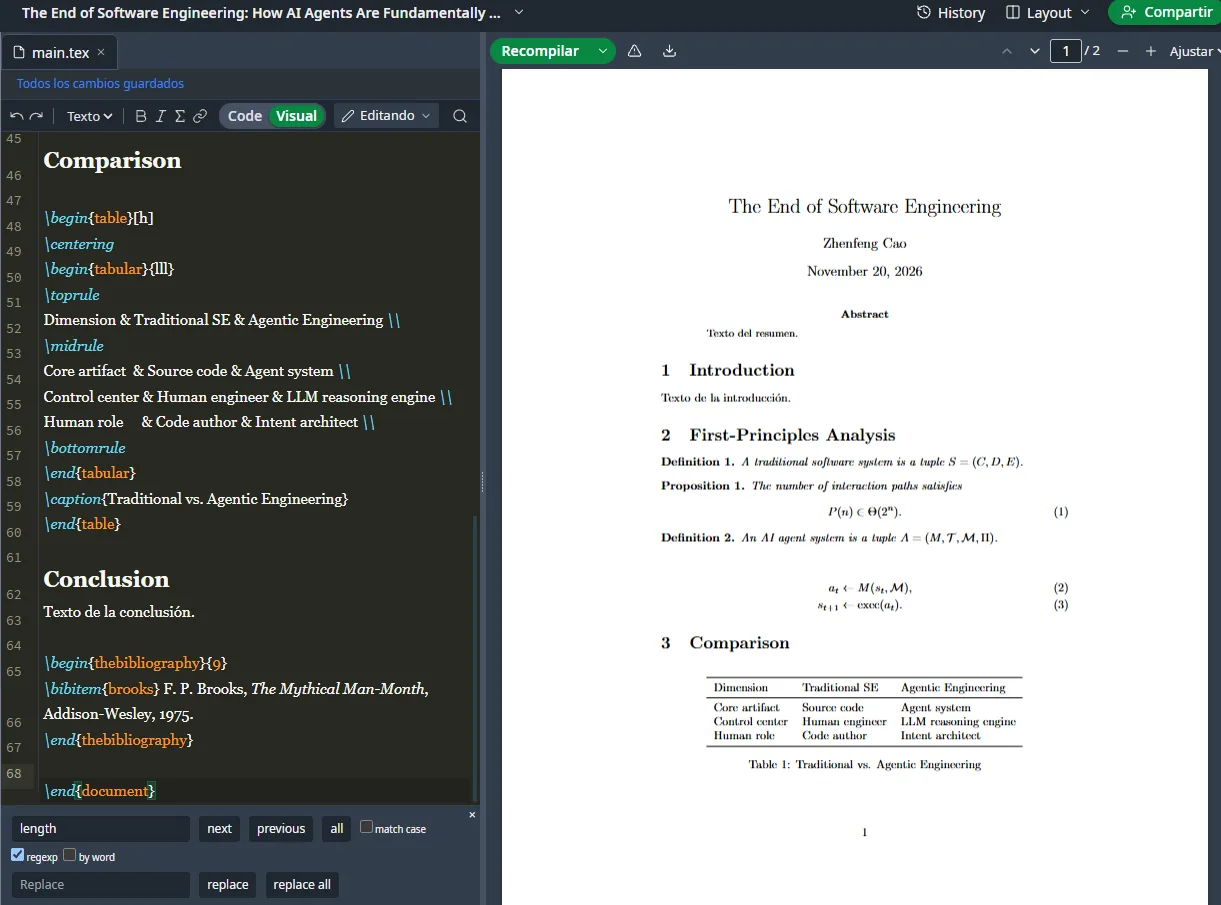 The End of Software Engineering: How AI Agents Are Fundamentally ...
History
Layout
Compartir
main.tex ×
Todos los cambios guardados
Texto
B I Σ
Code
Visual
Editando
45
Comparison
46
47
\begin{table}[h]
48
\centering
49
\begin{tabular}{lll}
50
\toprule
51
Dimension & Traditional SE & Agentic Engineering \\
52
\midrule
53
Core artifact & Source code & Agent system \\
54
Control center & Human engineer & LLM reasoning engine \\
55
Human role & Code author & Intent architect \\
56
\bottomrule
57
\end{tabular}
58
\caption{Traditional vs. Agentic Engineering}
59
\end{table}
60
61
Conclusion
62
Texto de la conclusión.
63
64
\begin{thebibliography}{9}
65
\bibitem{brooks} F. P. Brooks, The Mythical Man-Month,
Addison-Wesley, 1975.
66
\end{thebibliography}
67
68
\end{document}
length
next
previous
all
match case
regexp
by word
Replace
replace
replace all
×
Recompilar
1 / 2
− +
Ajustar
The End of Software Engineering
Zhenfeng Cao
November 20, 2026
Abstract
Texto del resumen.
1 Introduction
Texto de la introducción.
2 First-Principles Analysis
Definition 1. A traditional software system is a tuple S = (C, D, E).
Proposition 1. The number of interaction paths satisfies
P(n) ∈ Θ(2ⁿ). (1)
Definition 2. An AI agent system is a tuple A = (M, 𝒯, ℳ, Π).
aₜ ← M(sₜ, ℳ), (2)
sₜ₊₁ ← exec(aₜ). (3)
3 Comparison
Dimension Traditional SE Agentic Engineering
Core artifact Source code Agent system
Control center Human engineer LLM reasoning engine
Human role Code author Intent architect
Table 1: Traditional vs. Agentic Engineering
1